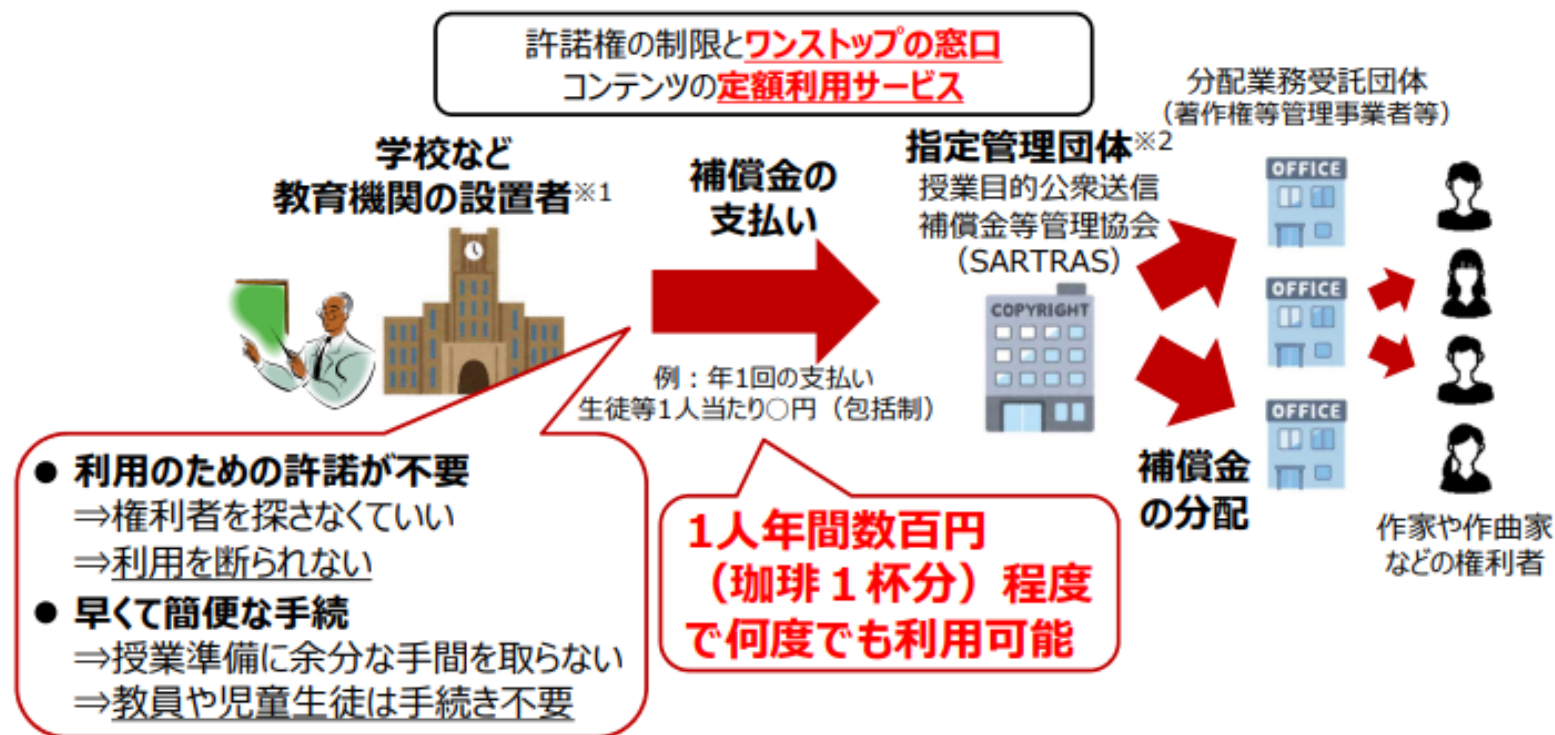 許諾権の制限とワンストップの窓口
コンテンツの定額利用サービス
学校など
教育機関の設置者※1
補償金の
支払い
例：年1回の支払い
生徒等1人当たり○円（包括制）
指定管理団体※2
授業目的公衆送信
補償金等管理協会
（SARTRAS）
COPYRIGHT
分配業務受託団体
（著作権等管理事業者等）
OFFICE
OFFICE
OFFICE
補償金
の分配
作家や作曲家
などの権利者
● 利用のための許諾が不要
⇒権利者を探さなくていい
⇒利用を断られない
● 早くて簡便な手続
⇒授業準備に余分な手間を取らない
⇒教員や児童生徒は手続き不要
1人年間数百円
（珈琲１杯分）程度
で何度でも利用可能